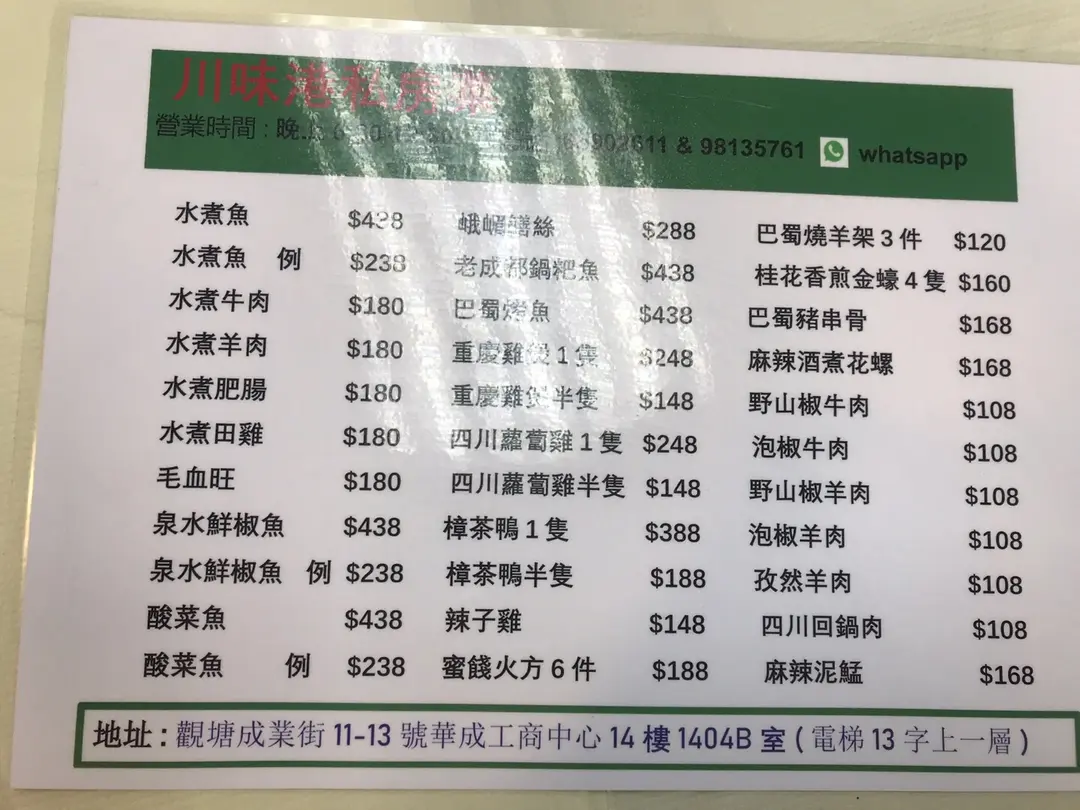 川味港私房菜
營業時間 : 晚上 & 98135761 whatsapp
水煮魚 $438
水煮魚 例 $238
水煮牛肉 $180
水煮羊肉 $180
水煮肥腸 $180
水煮田雞 $180
毛血旺 $180
泉水鮮椒魚 $438
泉水鮮椒魚 例 $238
酸菜魚 $438
酸菜魚 例 $238
峨嵋鱔絲 $288
老成都鍋粑魚 $438
巴蜀烤魚 $438
重慶雞煲 1 隻 $248
重慶雞煲半隻 $148
四川蘿蔔雞 1 隻 $248
四川蘿蔔雞半隻 $148
樟茶鴨 1 隻 $388
樟茶鴨半隻 $188
辣子雞 $148
蜜餞火方 6 件 $188
巴蜀燒羊架 3 件 $120
桂花香煎金蠔 4 隻 $160
巴蜀豬串骨 $168
麻辣酒煮花螺 $168
野山椒牛肉 $108
泡椒牛肉 $108
野山椒羊肉 $108
泡椒羊肉 $108
孜然羊肉 $108
四川回鍋肉 $108
麻辣泥鯭 $168
地址 : 觀塘成業街 11-13 號華成工商中心 14 樓 1404B 室 ( 電梯 13 字上一層 )